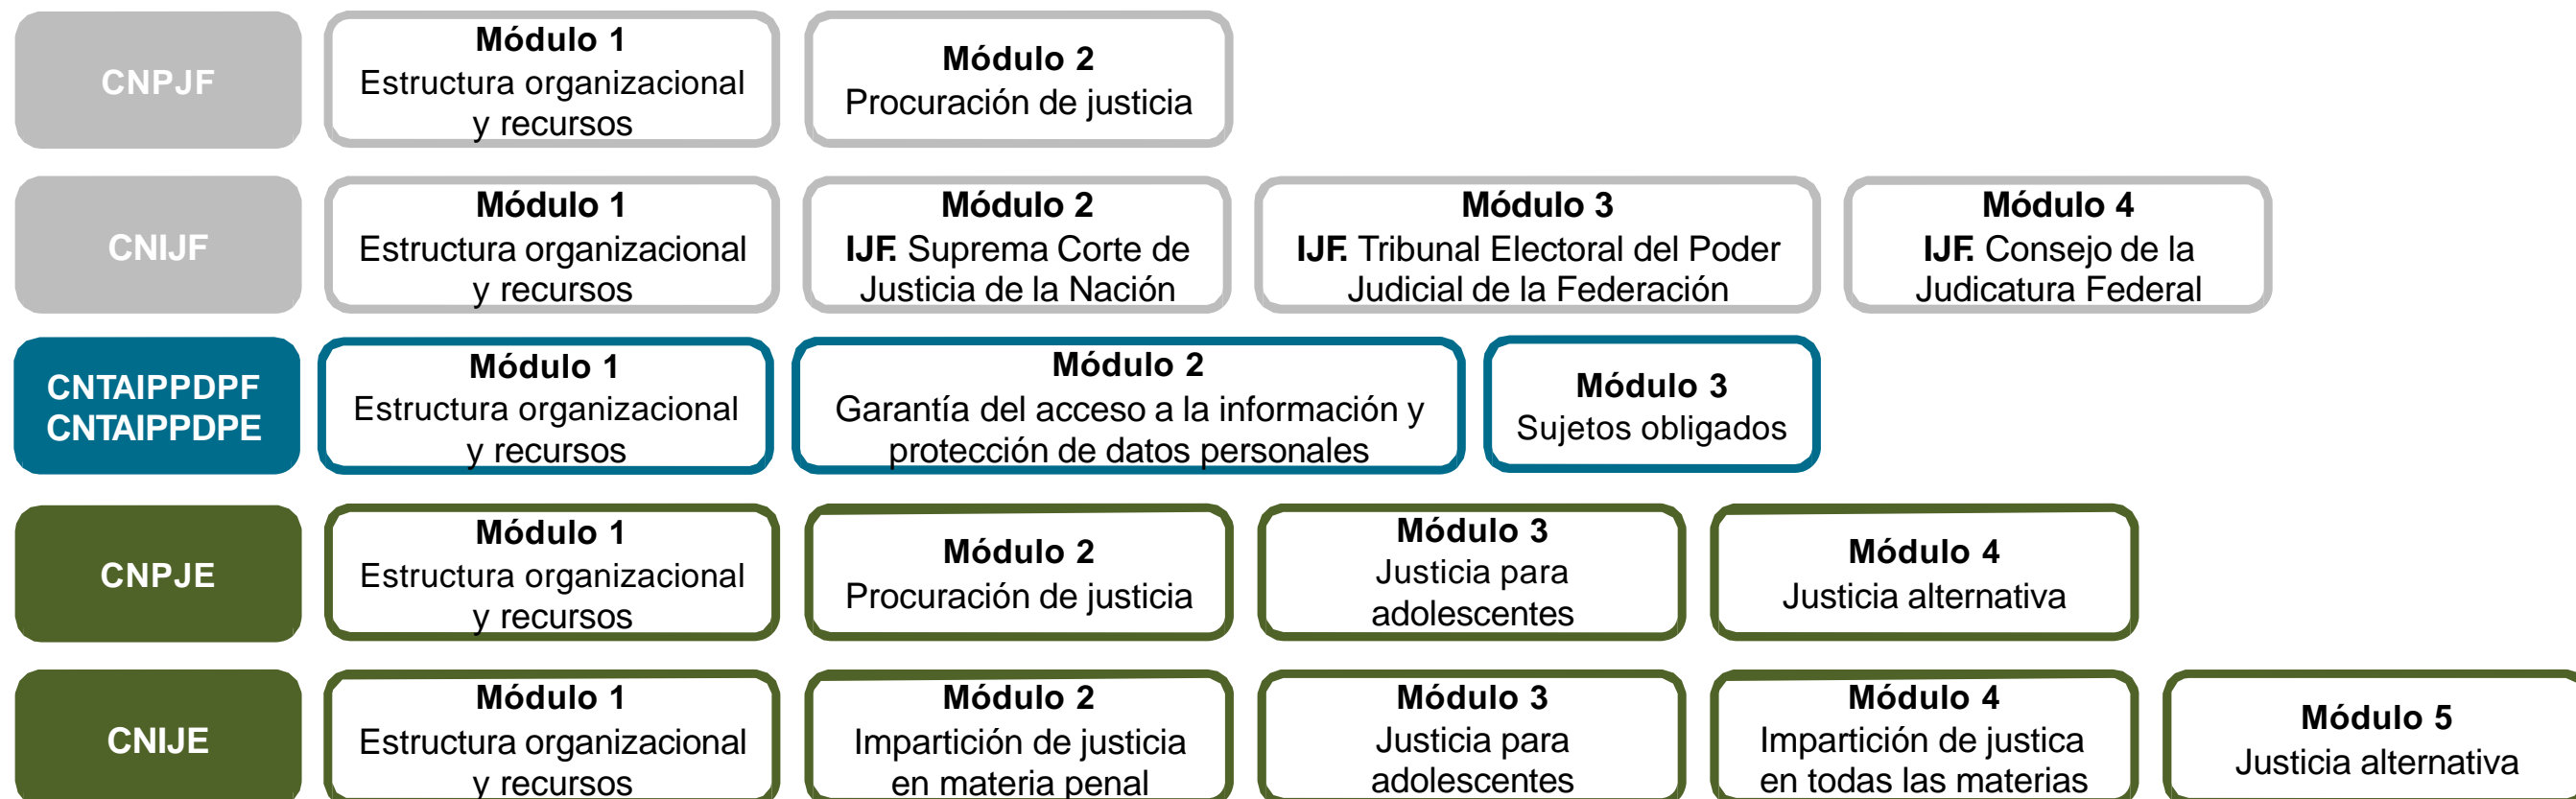 CNPJF
Módulo 1
Estructura organizacional
y recursos
Módulo 2
Procuración de justicia
CNIJF
Módulo 1
Estructura organizacional
y recursos
Módulo 2
IJF. Suprema Corte de
Justicia de la Nación
Módulo 3
IJF. Tribunal Electoral del Poder
Judicial de la Federación
Módulo 4
IJF. Consejo de la
Judicatura Federal
CNTAIPPDPF
CNTAIPPDPE
Módulo 1
Estructura organizacional
y recursos
Módulo 2
Garantía del acceso a la información y
protección de datos personales
Módulo 3
Sujetos obligados
CNPJE
Módulo 1
Estructura organizacional
y recursos
Módulo 2
Procuración de justicia
Módulo 3
Justicia para
adolescentes
Módulo 4
Justicia alternativa
CNIJE
Módulo 1
Estructura organizacional
y recursos
Módulo 2
Impartición de justicia
en materia penal
Módulo 3
Justicia para
adolescentes
Módulo 4
Impartición de justica
en todas las materias
Módulo 5
Justicia alternativa